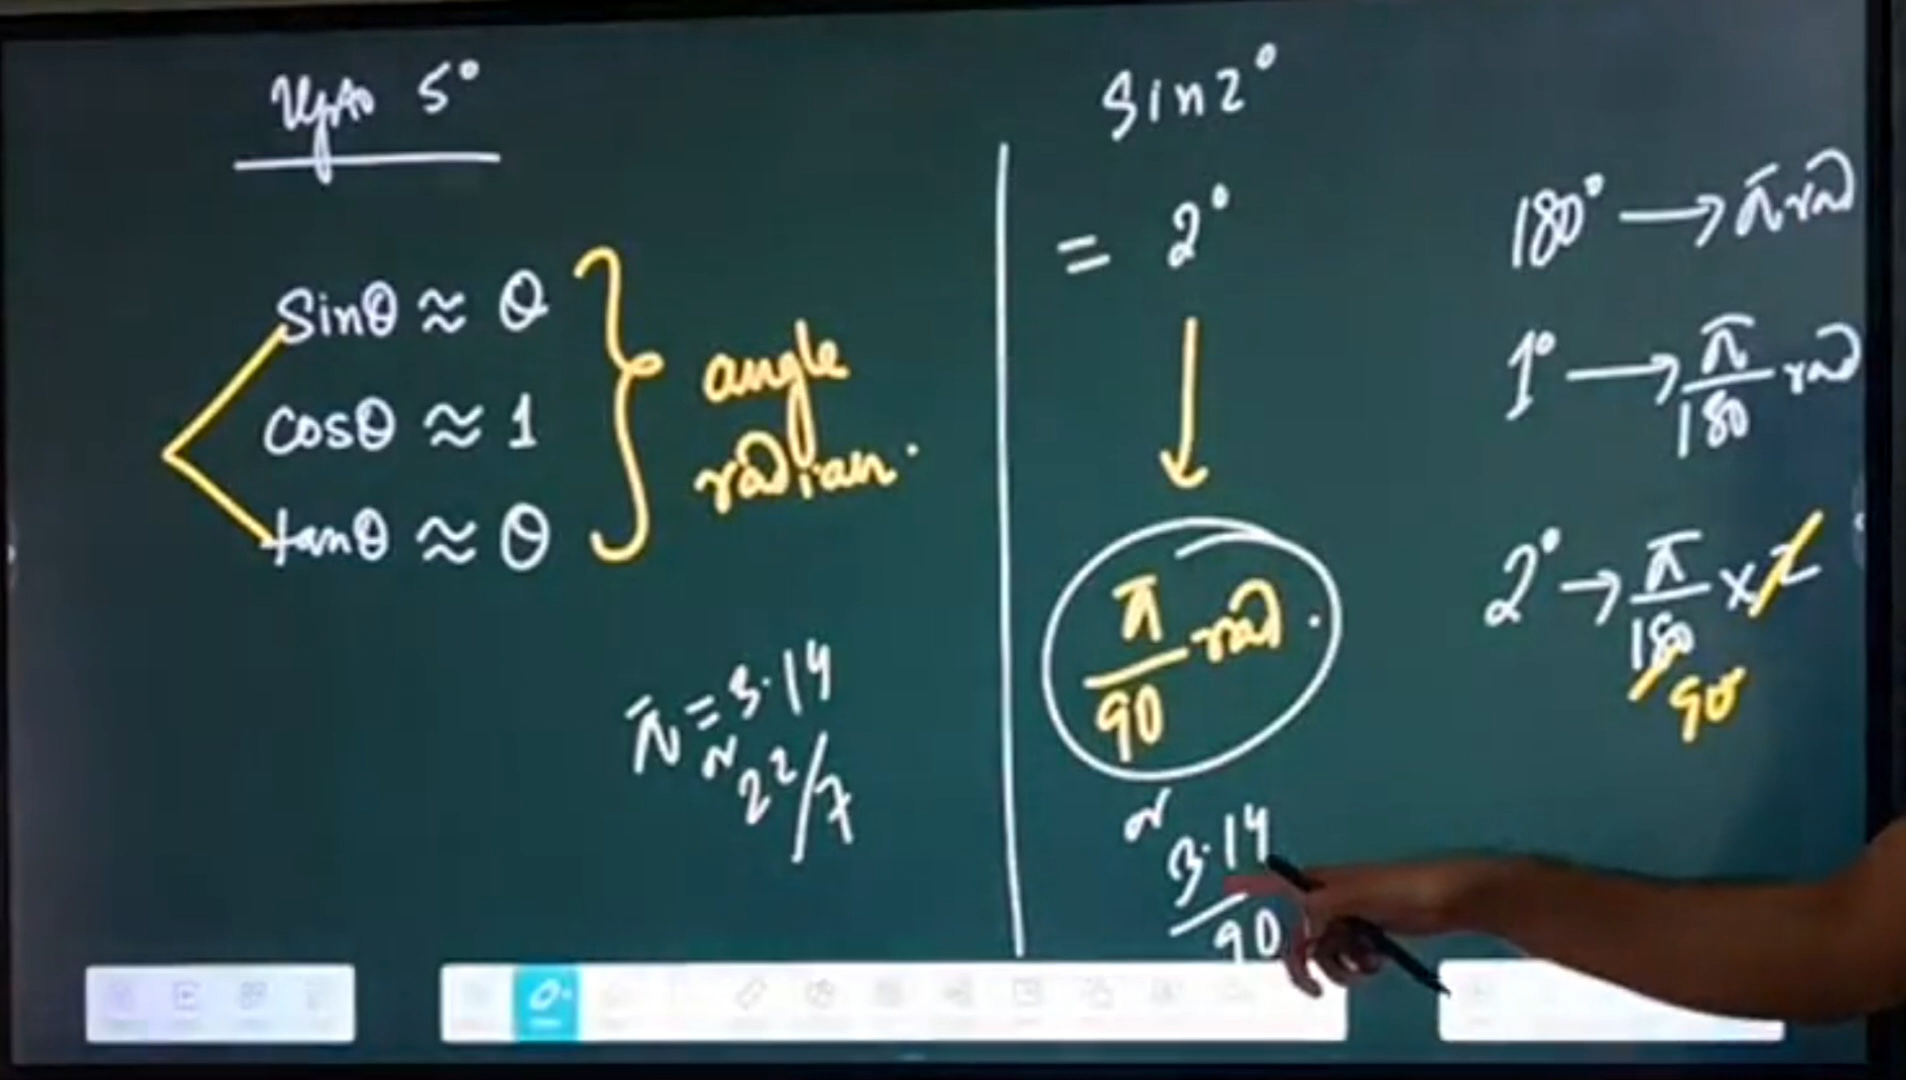 Upto 5°
sinθ ≈ θ
cosθ ≈ 1
tanθ ≈ θ
angle
radian.
π = 3.14
≈ 22/7
sin2°
= 2°
π/90 rad.
≈ 3.14/90
180° → π rad
1° → π/180 rad
2° → π/180 × 2
90